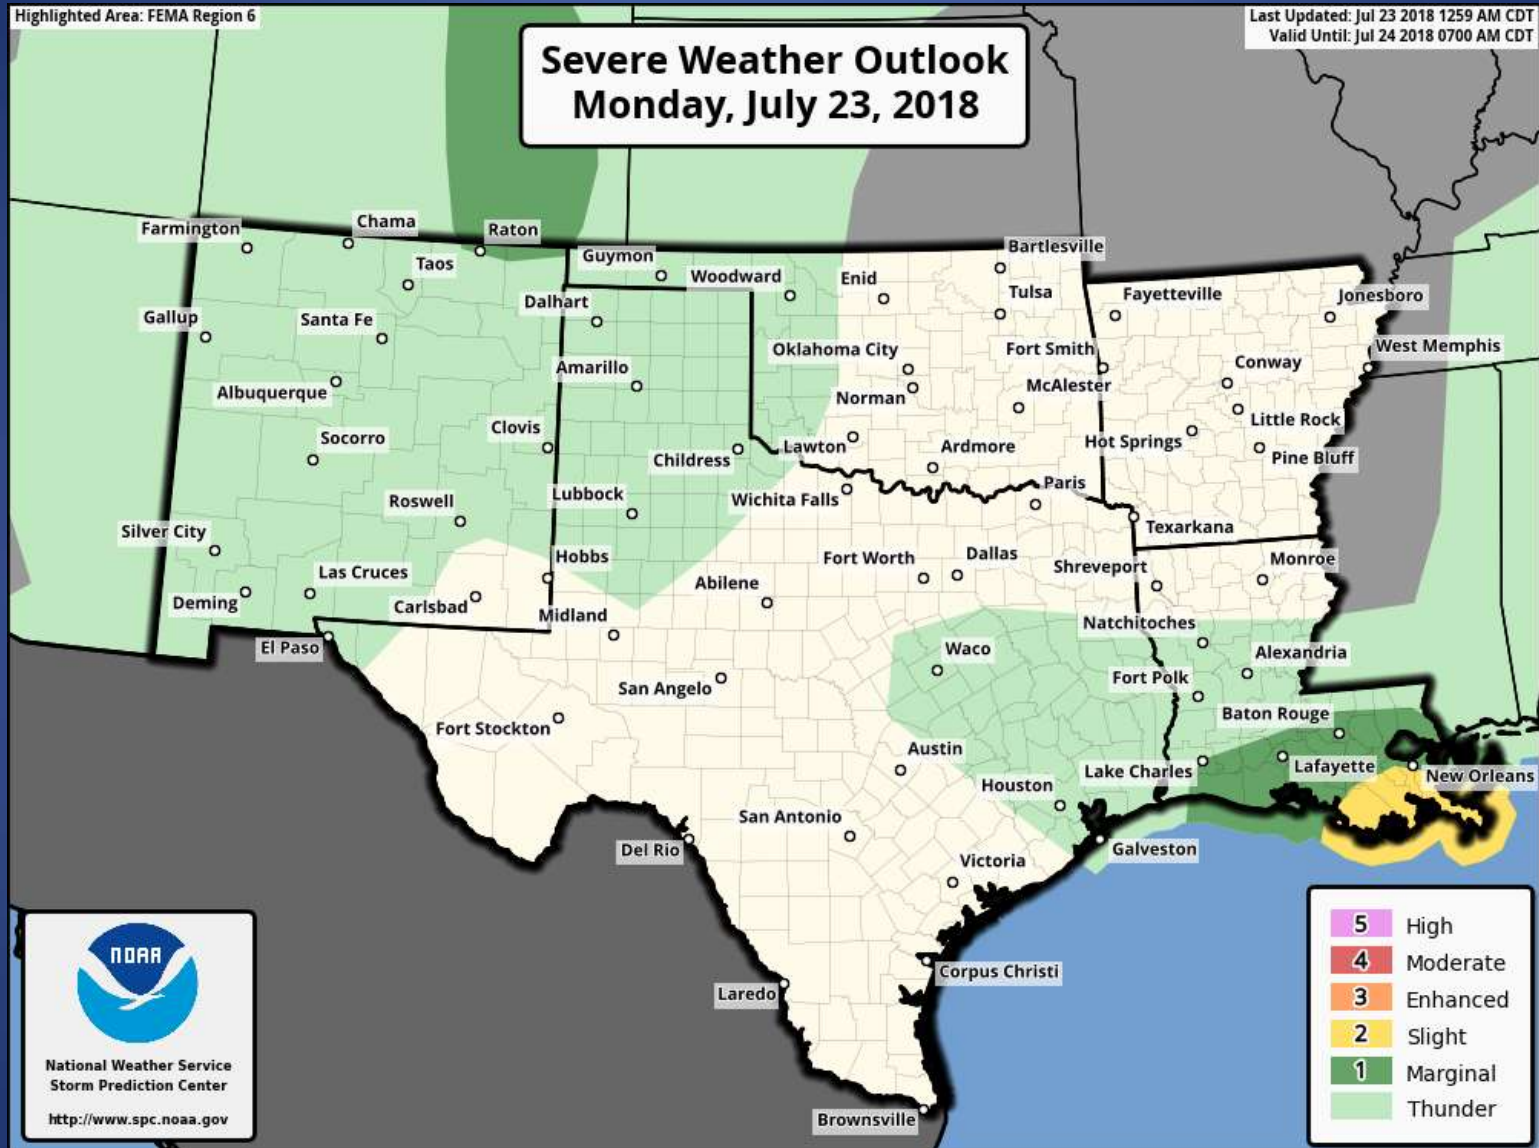 Highlighted Area: FEMA Region 6
Last Updated: Jul 23 2018 1259 AM CDT
Valid Until: Jul 24 2018 0700 AM CDT
Severe Weather Outlook
Monday, July 23, 2018
Farmington
Chama
Raton
Taos
Guymon
Woodward
Enid
Bartlesville
Tulsa
Fayetteville
Jonesboro
Gallup
Santa Fe
Dalhart
Oklahoma City
Fort Smith
West Memphis
Albuquerque
Amarillo
Norman
McAlester
Conway
Socorro
Clovis
Childress
Lawton
Ardmore
Hot Springs
Little Rock
Pine Bluff
Roswell
Lubbock
Wichita Falls
Paris
Texarkana
Silver City
Hobbs
Fort Worth
Dallas
Shreveport
Monroe
Deming
Las Cruces
Carlsbad
Midland
Abilene
Natchitoches
El Paso
San Angelo
Waco
Fort Polk
Alexandria
Fort Stockton
Austin
Baton Rouge
Houston
Lake Charles
Lafayette
New Orleans
Del Rio
San Antonio
Victoria
Galveston
Laredo
Corpus Christi
Brownsville
NOAA
National Weather Service
Storm Prediction Center
http://www.spc.noaa.gov
5 High
4 Moderate
3 Enhanced
2 Slight
1 Marginal
Thunder